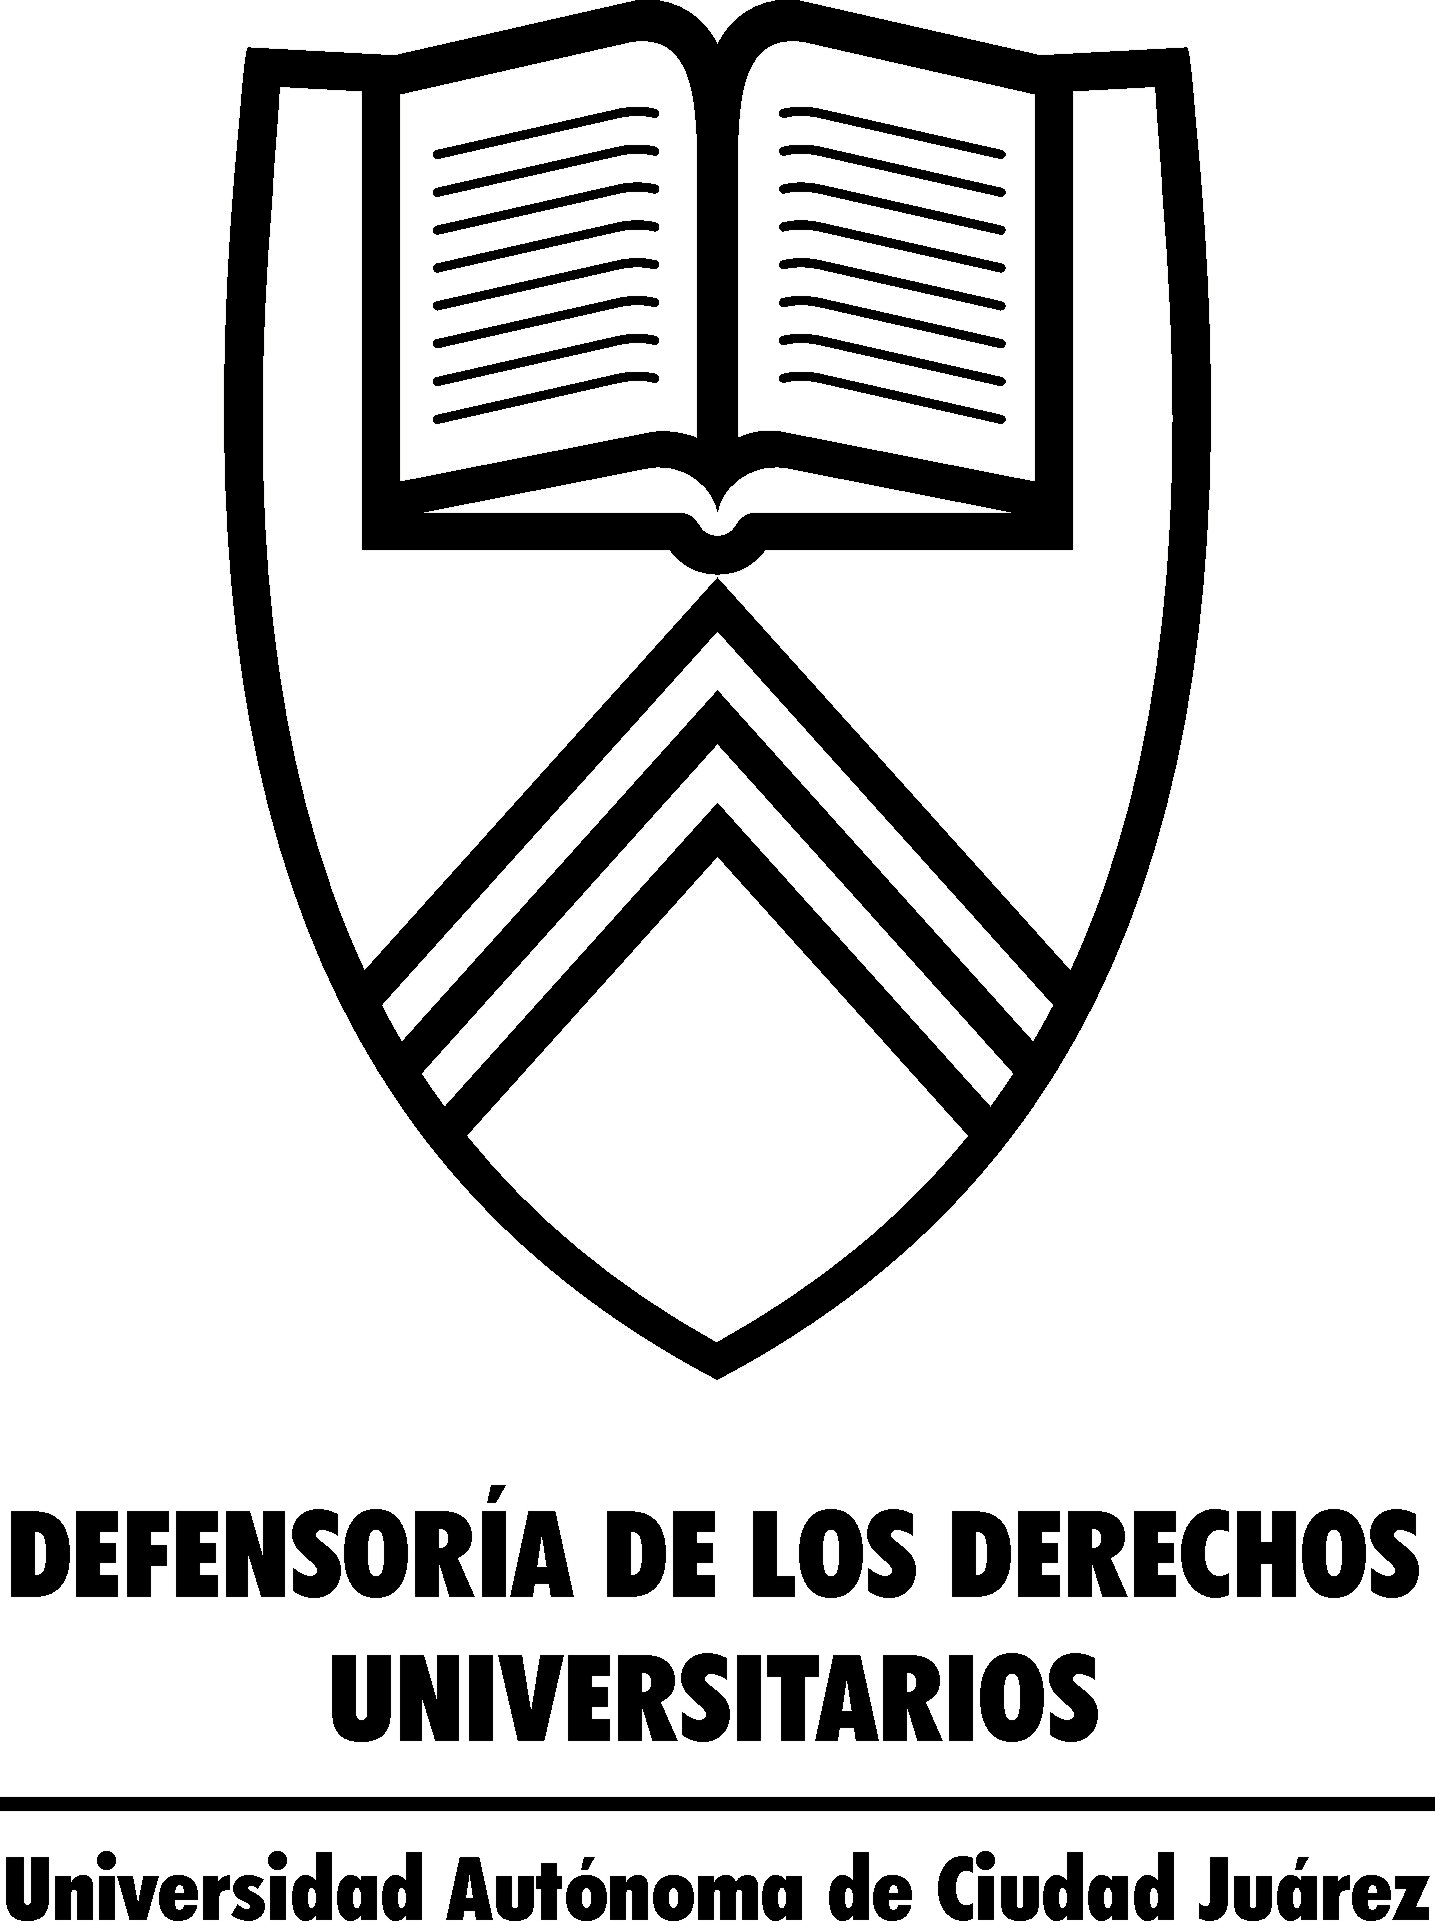 DEFENSORÍA DE LOS DERECHOS
UNIVERSITARIOS
Universidad Autónoma de Ciudad Juárez